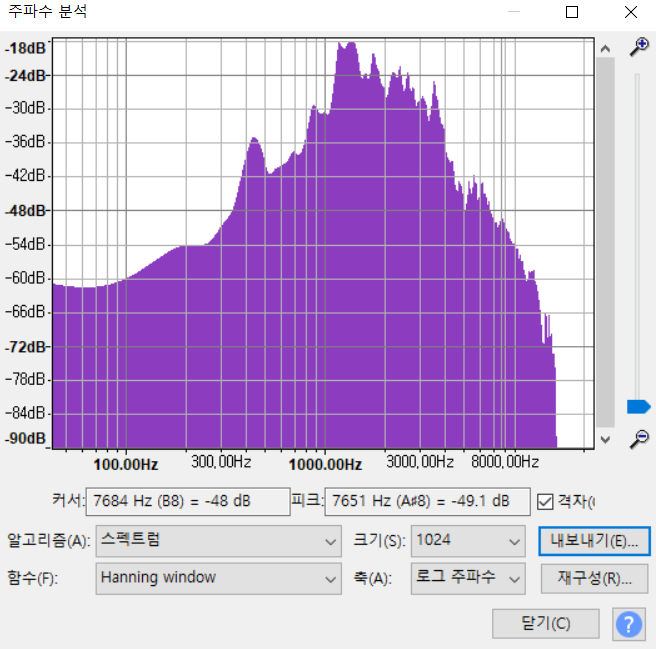 주파수 분석
-18dB
-24dB
-30dB
-36dB
-42dB
-48dB
-54dB
-60dB
-66dB
-72dB
-78dB
-84dB
-90dB
100,00Hz 300,00Hz 1000,00Hz 3000,00Hz 8000,00Hz
커서: 7684 Hz (B8) = -48 dB 피크: 7651 Hz (A#8) = -49.1 dB 격자(
알고리즘(A): 스펙트럼 크기(S): 1024 내보내기(E)...
함수(F): Hanning window 축(A): 로그 주파수 재구성(R)...
닫기(C) ?